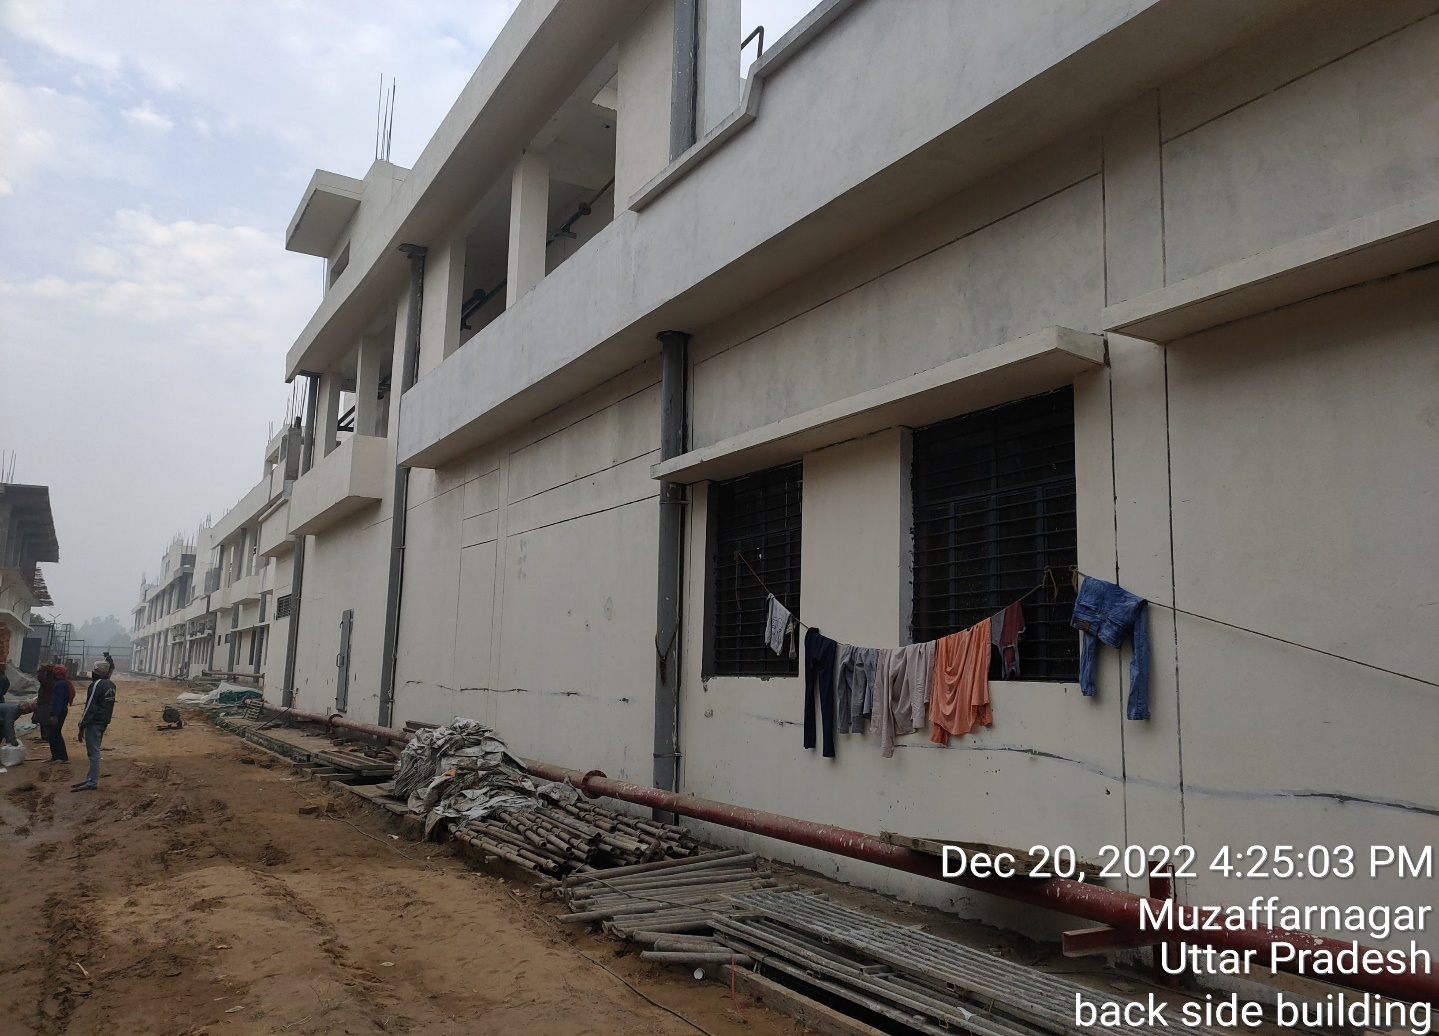 Dec 20, 2022 4:25:03 PM
Muzaffarnagar
Uttar Pradesh
back side building